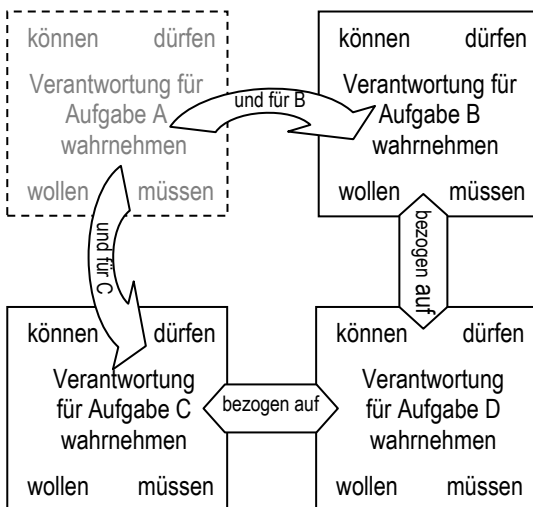 können dürfen
Verantwortung für
Aufgabe A
wahrnehmen
wollen müssen
und für B
können dürfen
Verantwortung für
Aufgabe B
wahrnehmen
wollen müssen
und für C
bezogen auf
können dürfen
Verantwortung
für Aufgabe C
wahrnehmen
wollen müssen
bezogen auf
können dürfen
Verantwortung
für Aufgabe D
wahrnehmen
wollen müssen